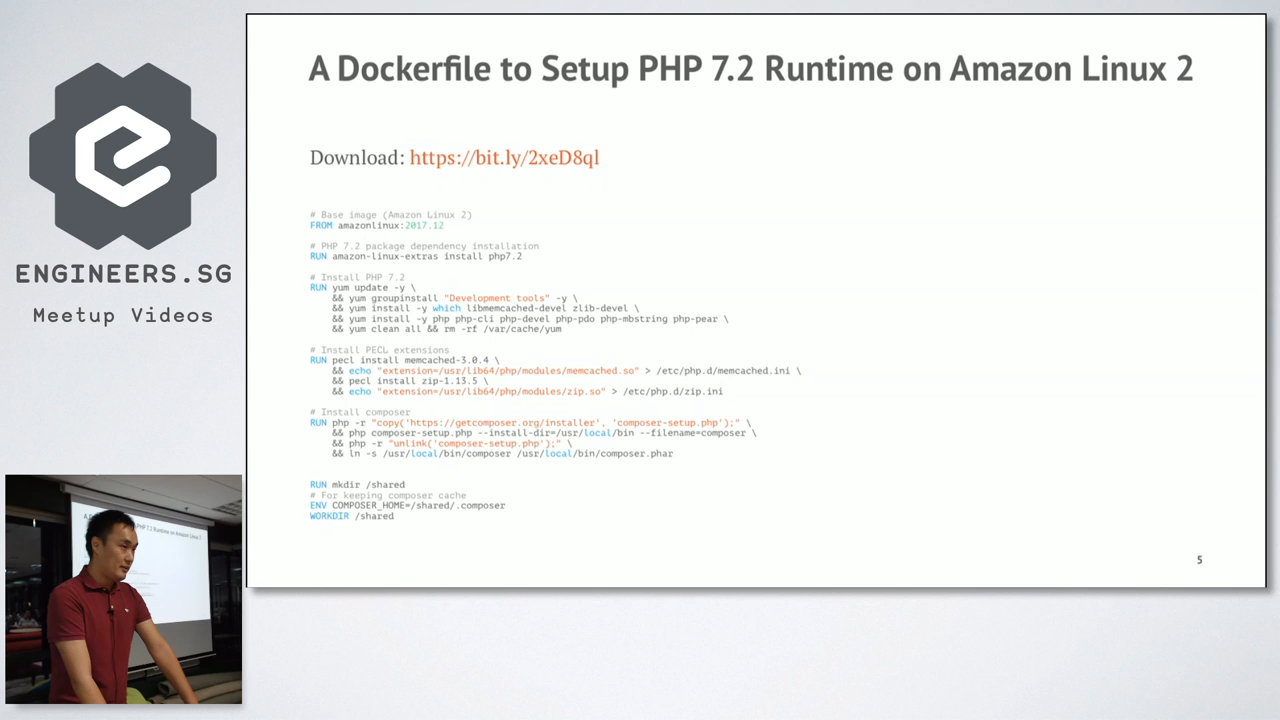 ENGINEERS.SG
Meetup Videos
A Dockerfile to Setup PHP 7.2 Runtime on Amazon Linux 2
Download: https://bit.ly/2xeD8ql
# Base image (Amazon Linux 2)
FROM amazonlinux:2017.12
# PHP 7.2 package dependency installation
RUN amazon-linux-extras install php7.2
# Install PHP 7.2
RUN yum update -y \
&& yum groupinstall "Development tools" -y \
&& yum install -y which libmemcached-devel zlib-devel \
&& yum install -y php php-cli php-devel php-pdo php-mbstring php-pear \
&& yum clean all && rm -rf /var/cache/yum
# Install PECL extensions
RUN pecl install memcached-3.0.4 \
&& echo "extension=/usr/lib64/php/modules/memcached.so" > /etc/php.d/memcached.ini \
&& pecl install zip-1.13.5 \
&& echo "extension=/usr/lib64/php/modules/zip.so" > /etc/php.d/zip.ini
# Install composer
RUN php -r "copy('https://getcomposer.org/installer', 'composer-setup.php');" \
&& php composer-setup.php --install-dir=/usr/local/bin --filename=composer \
&& php -r "unlink('composer-setup.php');" \
&& ln -s /usr/local/bin/composer /usr/local/bin/composer.phar
RUN mkdir /shared
# For keeping composer cache
ENV COMPOSER_HOME=/shared/.composer
WORKDIR /shared
5